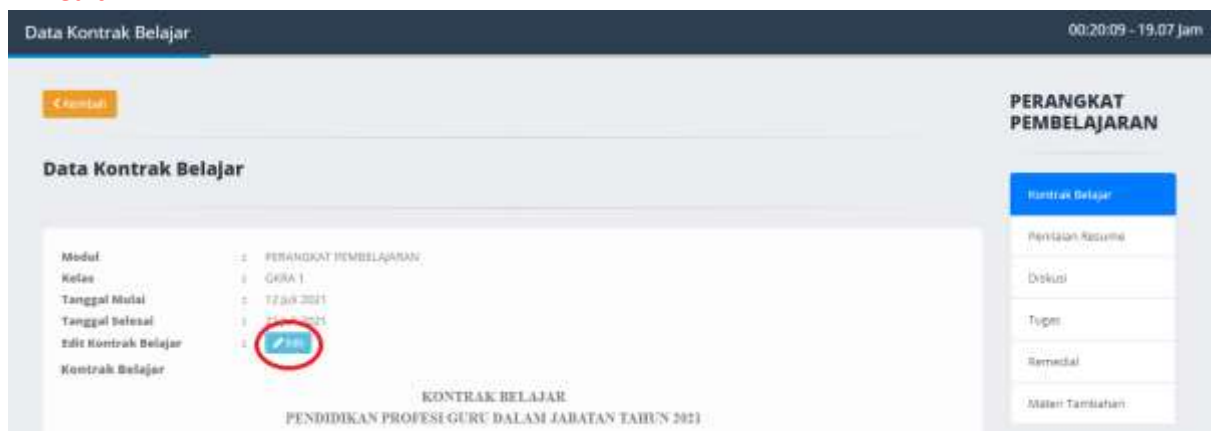 Data Kontrak Belajar
00:20:09 - 19.07 Jam
Kembali
PERANGKAT
PEMBELAJARAN
Data Kontrak Belajar
Kontrak Belajar
Penilaian Resume
Diskusi
Tugas
Remedial
Materi Tambahan
Modul : PERANGKAT PEMBELAJARAN
Kelas :
Tanggal Mulai : 12 Juli 2021
Tanggal Selesai : Juli 2021
Edit Kontrak Belajar : Edit
Kontrak Belajar
KONTRAK BELAJAR
PENDIDIKAN PROFESI GURU DALAM JABATAN TAHUN 2021